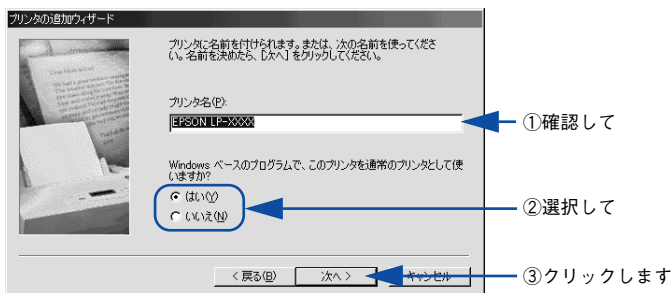 プリンタの追加ウィザード
プリンタに名前を付けられます。または、次の名前を使ってくださ
い。名前を決めたら、[次へ] をクリックしてください。
プリンタ名(P):
EPSON LP-XXXX
①確認して
Windows ベースのプログラムで、このプリンタを通常のプリンタとして使
いますか?
はい(Y)
いいえ(N)
②選択して
< 戻る(B)
次へ >
キャンセル
③クリックします